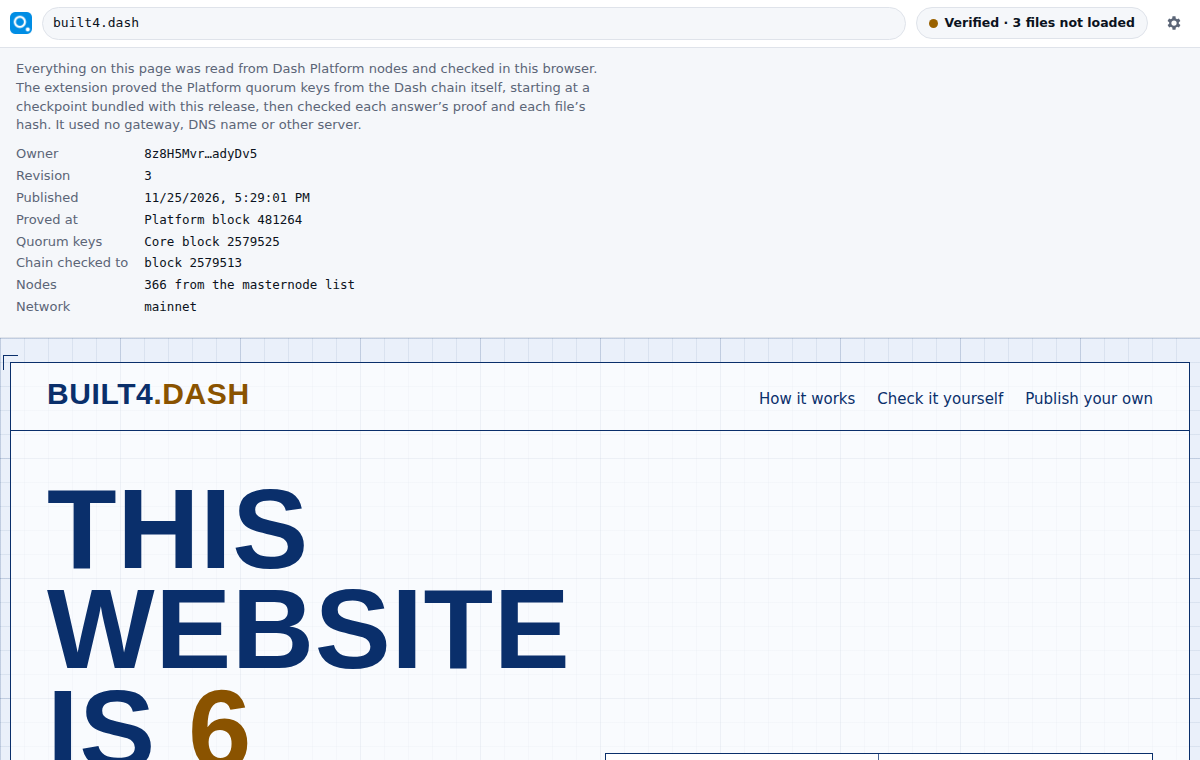 built4.dash
Verified · 3 files not loaded
Everything on this page was read from Dash Platform nodes and checked in this browser.
The extension proved the Platform quorum keys from the Dash chain itself, starting at a
checkpoint bundled with this release, then checked each answer’s proof and each file’s
hash. It used no gateway, DNS name or other server.
Owner 8z8H5Mvr…adyDv5
Revision 3
Published 11/25/2026, 5:29:01 PM
Proved at Platform block 481264
Quorum keys Core block 2579525
Chain checked to block 2579513
Nodes 366 from the masternode list
Network mainnet
BUILT4.DASH
How it works Check it yourself Publish your own
THIS
WEBSITE
IS 6